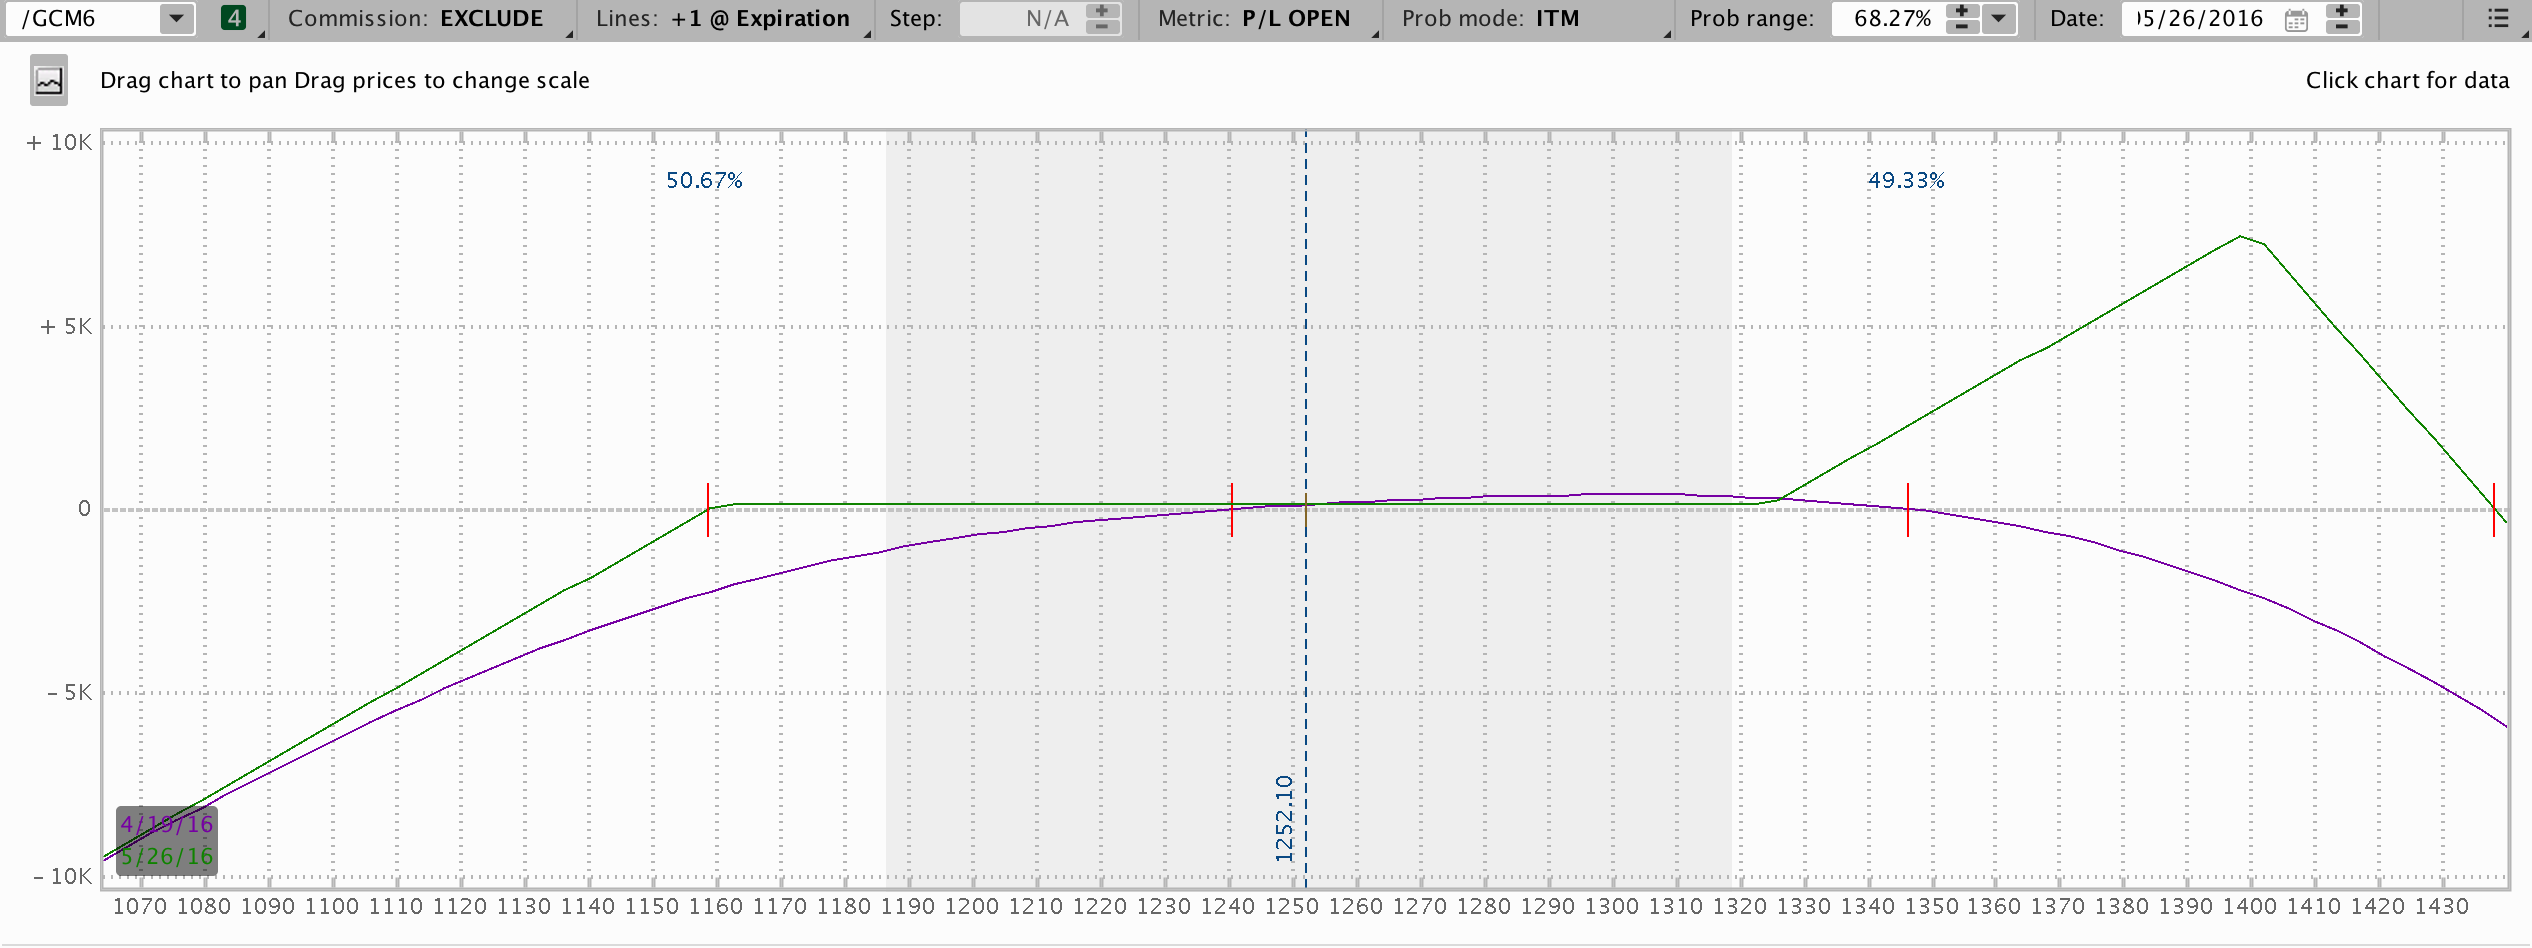 /GCM6 4 Commission: EXCLUDE Lines: +1 @ Expiration Step: N/A Metric: P/L OPEN Prob mode: ITM Prob range: 68.27% Date: 05/26/2016
Drag chart to pan Drag prices to change scale Click chart for data
+ 10K
50.67% 49.33%
+ 5K
0
- 5K
1252.10
4/19/16
5/26/16
- 10K
1070 1080 1090 1100 1110 1120 1130 1140 1150 1160 1170 1180 1190 1200 1210 1220 1230 1240 1250 1260 1270 1280 1290 1300 1310 1320 1330 1340 1350 1360 1370 1380 1390 1400 1410 1420 1430